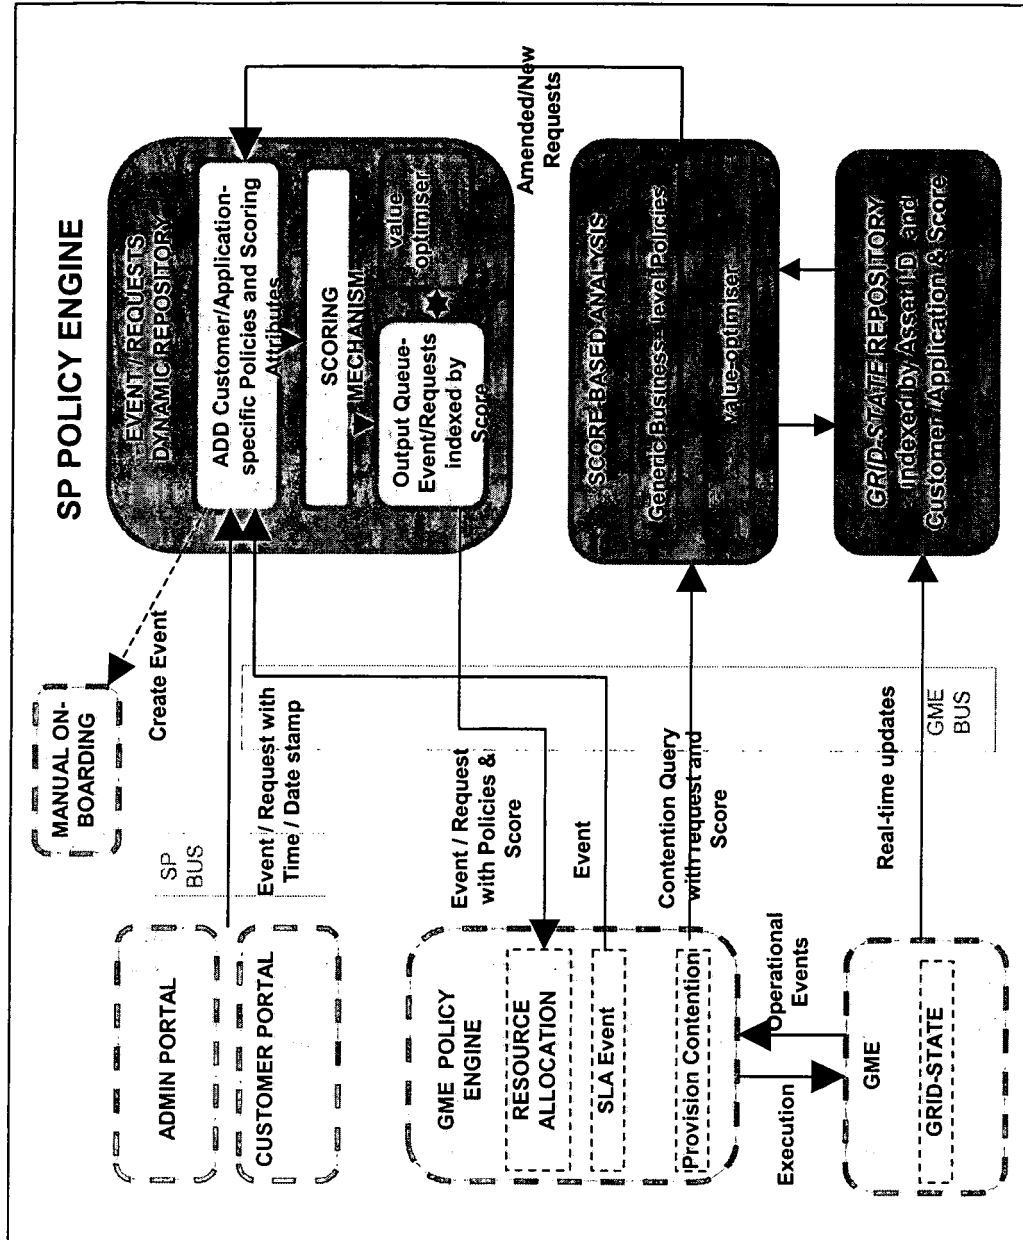 SP POLICY ENGINE
MANUAL ON-
BOARDING
Create Event
ADMIN PORTAL
CUSTOMER PORTAL
SP
BUS
Event / Request with
Time / Date stamp
EVENT / REQUESTS
DYNAMIC REPOSITORY
ADD Customer/Application-
specific Policies and Scoring
Attributes
SCORING
MECHANISM
Output Queue-
Event/Requests
indexed by
Score
value
optimiser
Amended/New
Requests
GME POLICY
ENGINE
RESOURCE
ALLOCATION
SLA Event
Provision Contention
Event / Request
with Policies &
Score
Event
Contention Query
with request and
Score
SCORE-BASED ANALYSIS
Generic Business-level Policies
value-optimiser
Execution
Operational
Events
GME
GRID-STATE
Real-time updates
GME
BUS
GRID-STATE REPOSITORY
Indexed by Asset I.D. and
Customer/Application & Score